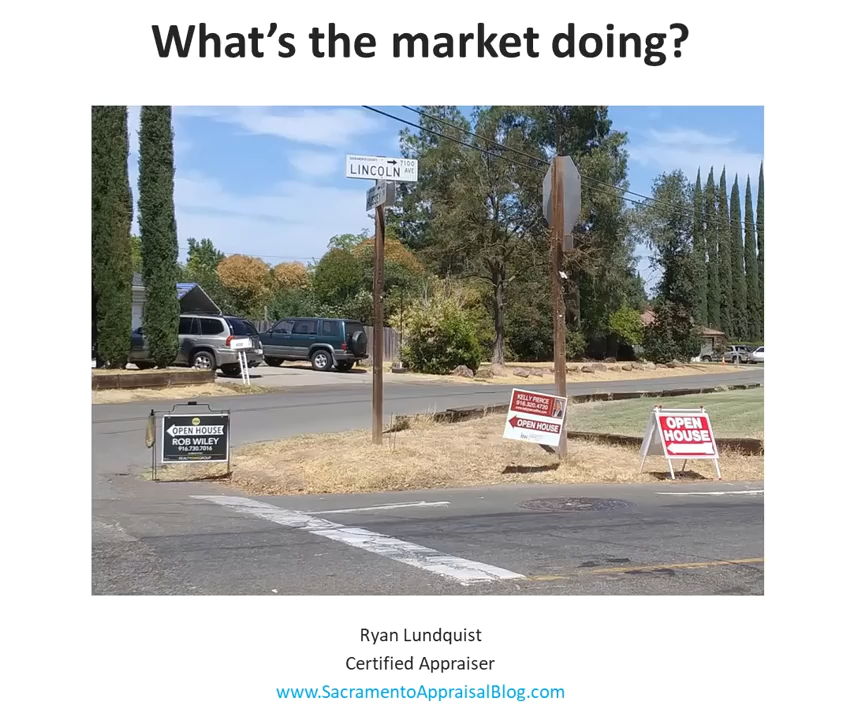 What’s the market doing?
7100
LINCOLN AVE
OPEN HOUSE
ROB WILEY
916.730.7016
KELLY PIERCE
OPEN HOUSE
OPEN
HOUSE
Ryan Lundquist
Certified Appraiser
www.SacramentoAppraisalBlog.com